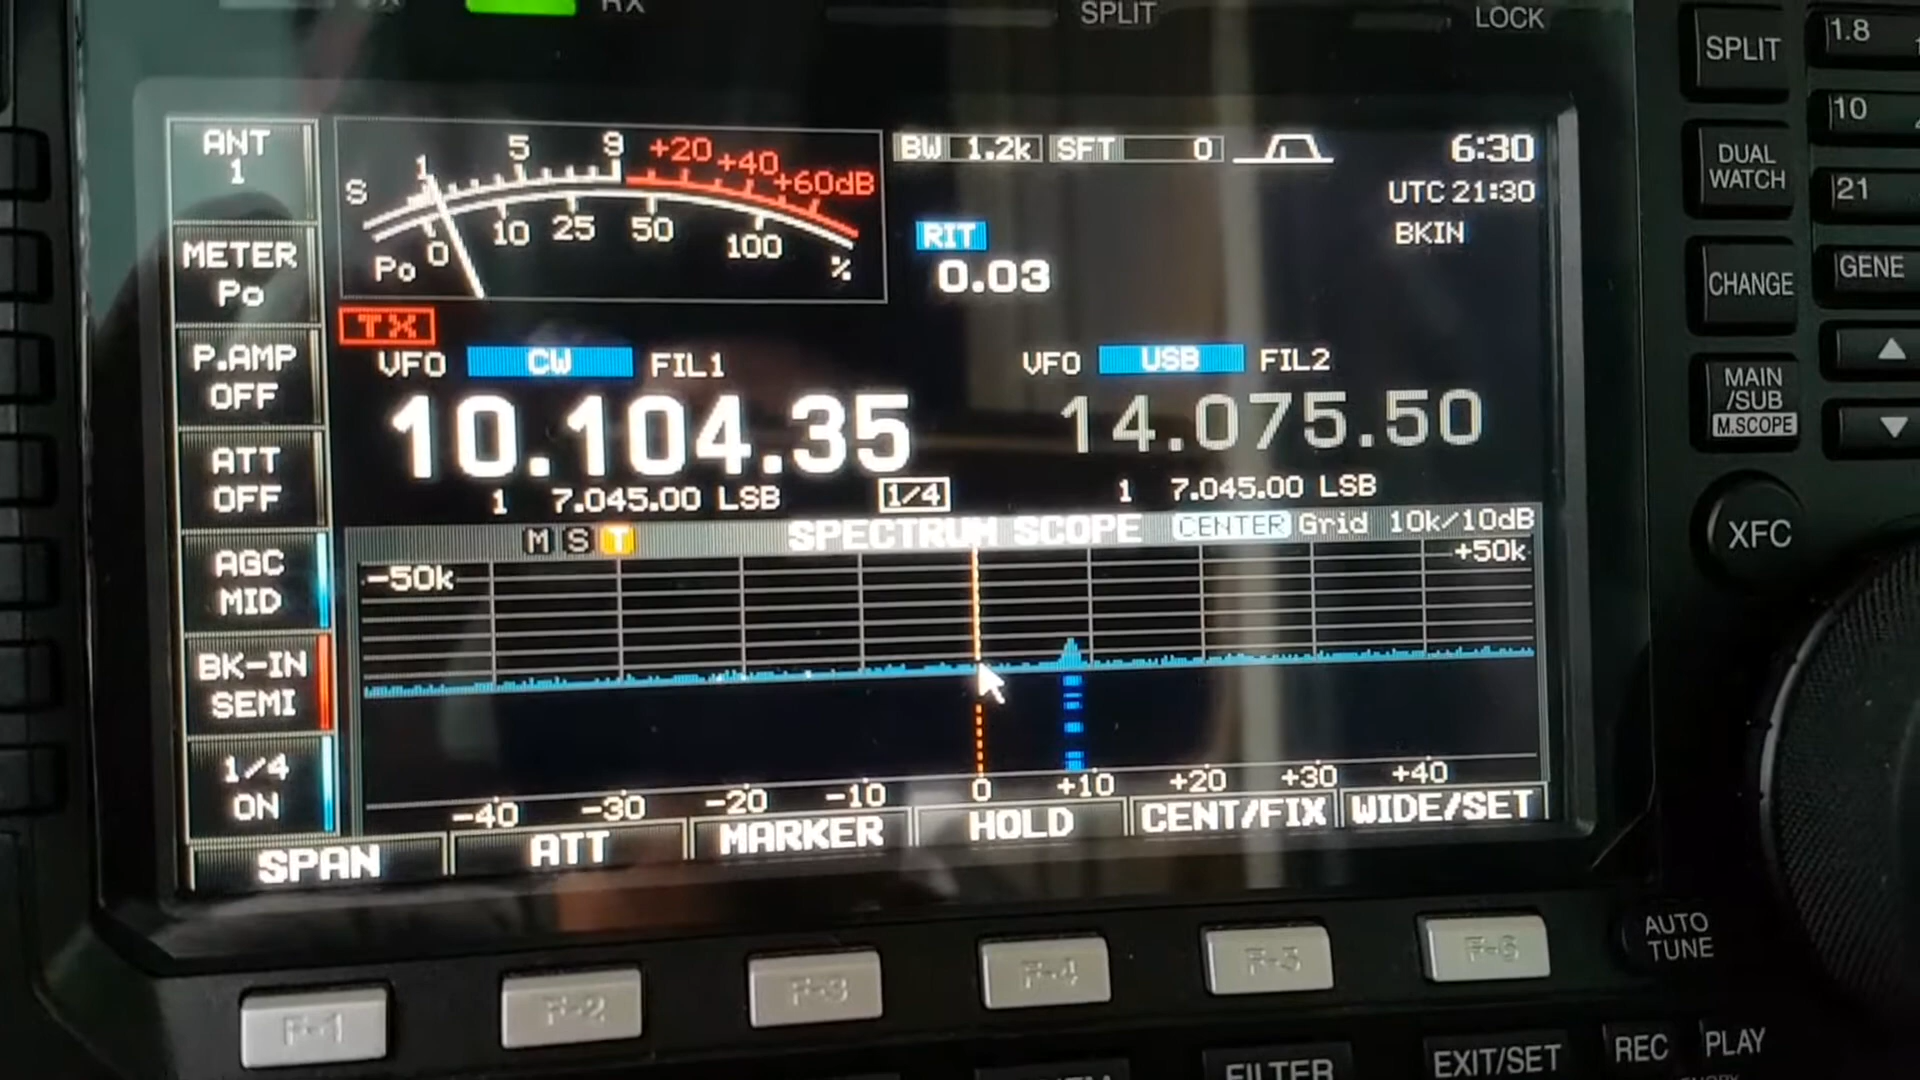 RX
SPLIT
LOCK
ANT
1
METER
Po
P.AMP
OFF
ATT
OFF
AGC
MID
BK-IN
SEMI
1/4
ON
S 1 5 9 +20 +40 +60dB
Po 0 10 25 50 100 %
BW 1.2k SFT 0
6:30
UTC 21:30
BKIN
RIT
0.03
TX
VFO CW FIL1
10.104.35
1 7.045.00 LSB
1/4
VFO USB FIL2
14.075.50
1 7.045.00 LSB
M S T SPECTRUM SCOPE CENTER Grid 10k/10dB
-50k +50k
-40 -30 -20 -10 0 +10 +20 +30 +40
SPAN ATT MARKER HOLD CENT/FIX WIDE/SET
F-1 F-2 F-3 F-4 F-5 F-6
SPLIT
DUAL
WATCH
CHANGE
MAIN
/SUB
M.SCOPE
XFC
1.8
10
21
GENE
AUTO
TUNE
FILTER
EXIT/SET
REC
PLAY